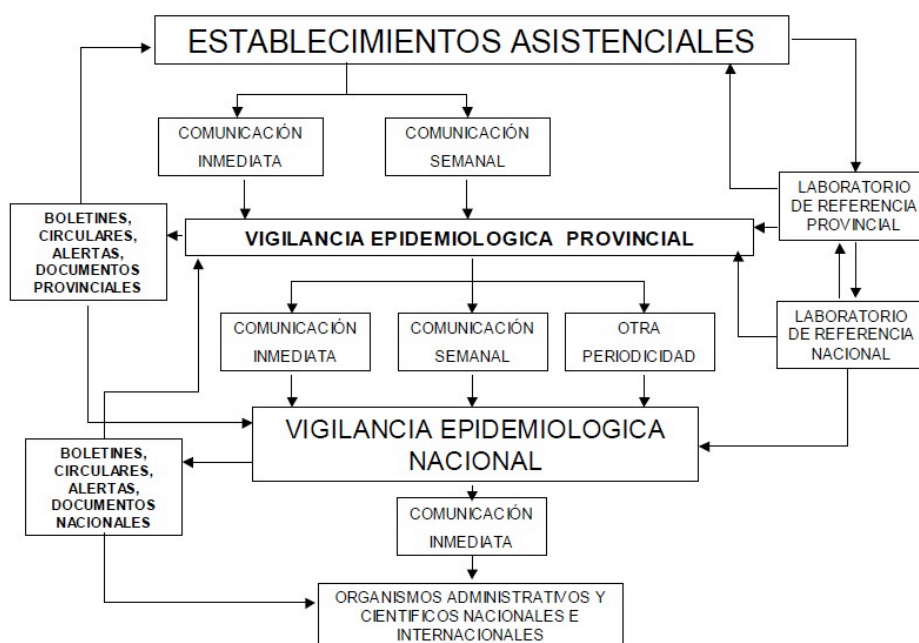 ESTABLECIMIENTOS ASISTENCIALES
COMUNICACIÓN
INMEDIATA
COMUNICACIÓN
SEMANAL
LABORATORIO
DE REFERENCIA
PROVINCIAL
BOLETINES,
CIRCULARES,
ALERTAS,
DOCUMENTOS
PROVINCIALES
VIGILANCIA EPIDEMIOLOGICA PROVINCIAL
COMUNICACIÓN
INMEDIATA
COMUNICACIÓN
SEMANAL
OTRA
PERIODICIDAD
LABORATORIO
DE REFERENCIA
NACIONAL
VIGILANCIA EPIDEMIOLOGICA
NACIONAL
BOLETINES,
CIRCULARES,
ALERTAS,
DOCUMENTOS
NACIONALES
COMUNICACIÓN
INMEDIATA
ORGANISMOS ADMINISTRATIVOS Y
CIENTIFICOS NACIONALES E
INTERNACIONALES